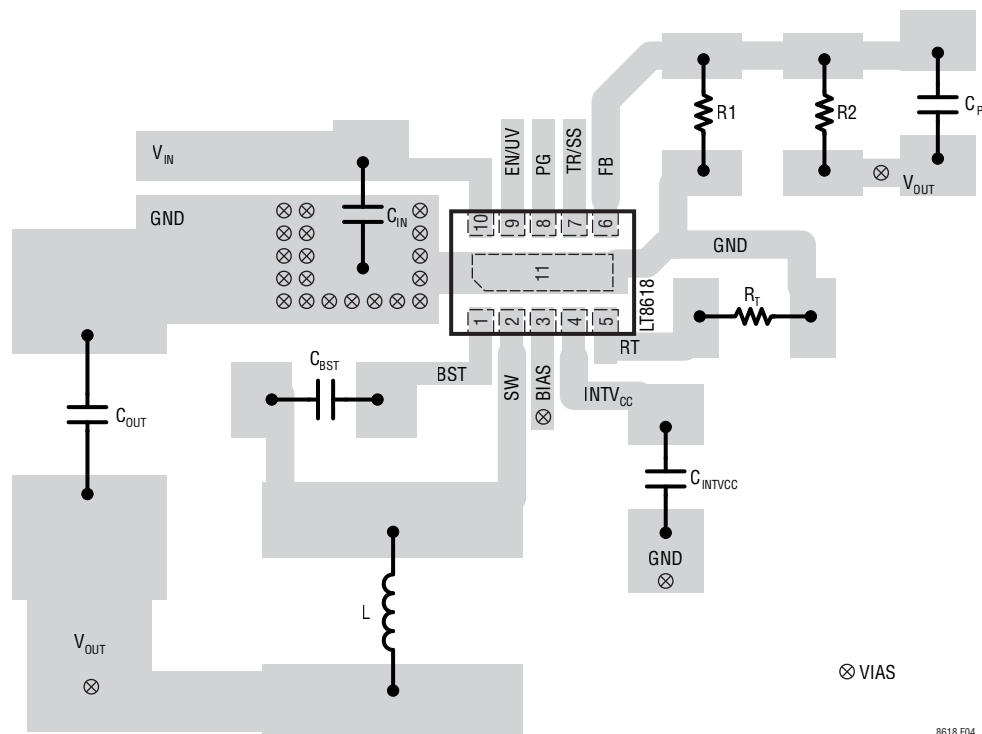 R1
R2
CP
VIN
EN/UV
PG
TR/SS
FB
VOUT
GND
CIN
10
9
8
7
6
GND
11
LT8618
RT
1
2
3
4
5
RT
CBST
BST
SW
BIAS
INTVCC
COUT
CINTVCC
GND
L
VOUT
VIAS
8618 F04